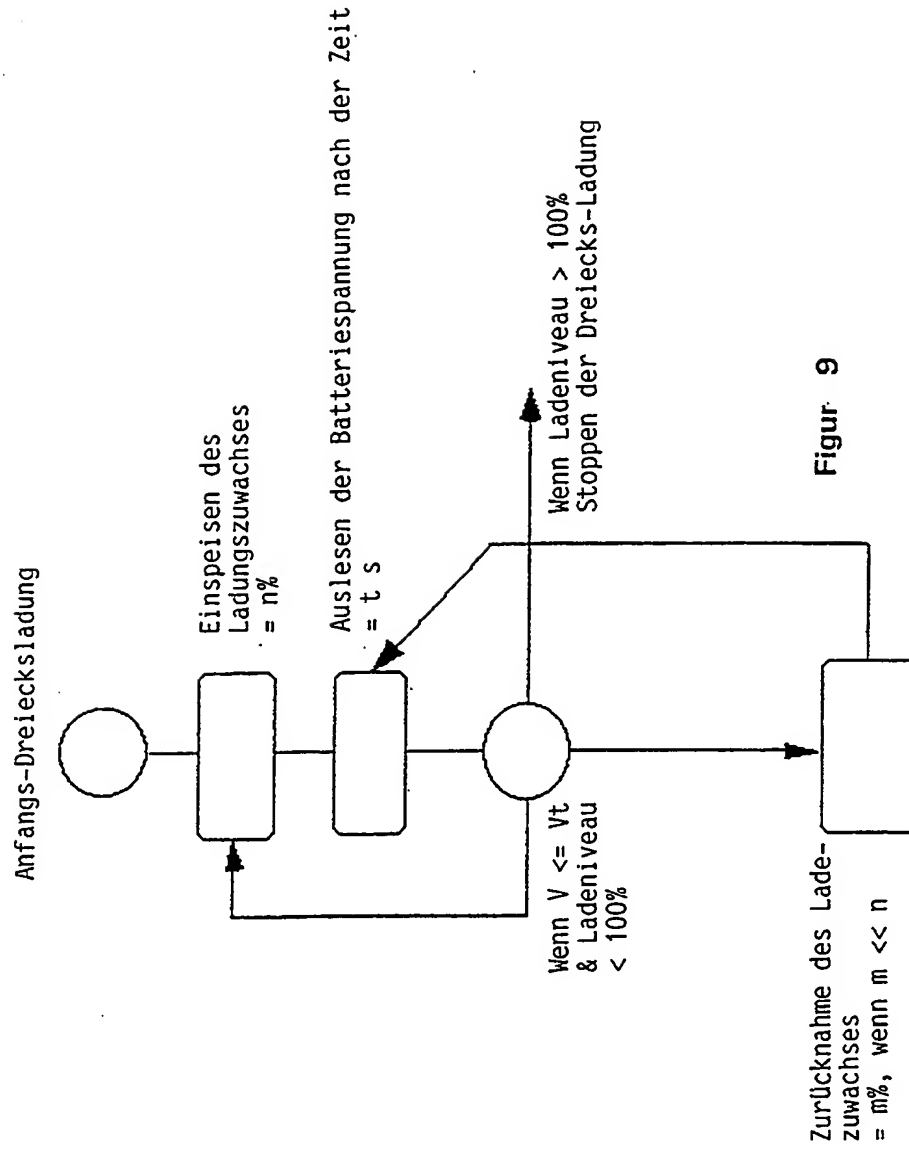 Anfangs-Dreiecksladung
Einspeisen des
Ladungszuwachses
= n%
Auslesen der Batteriespannung nach der Zeit
= t s
Wenn V <= Vt
& Ladeniveau
< 100%
Wenn Ladeniveau > 100%
Stoppen der Dreiecks-Ladung
Zurücknahme des Lade-
zuwachses
= m%, wenn m << n
Figur 9